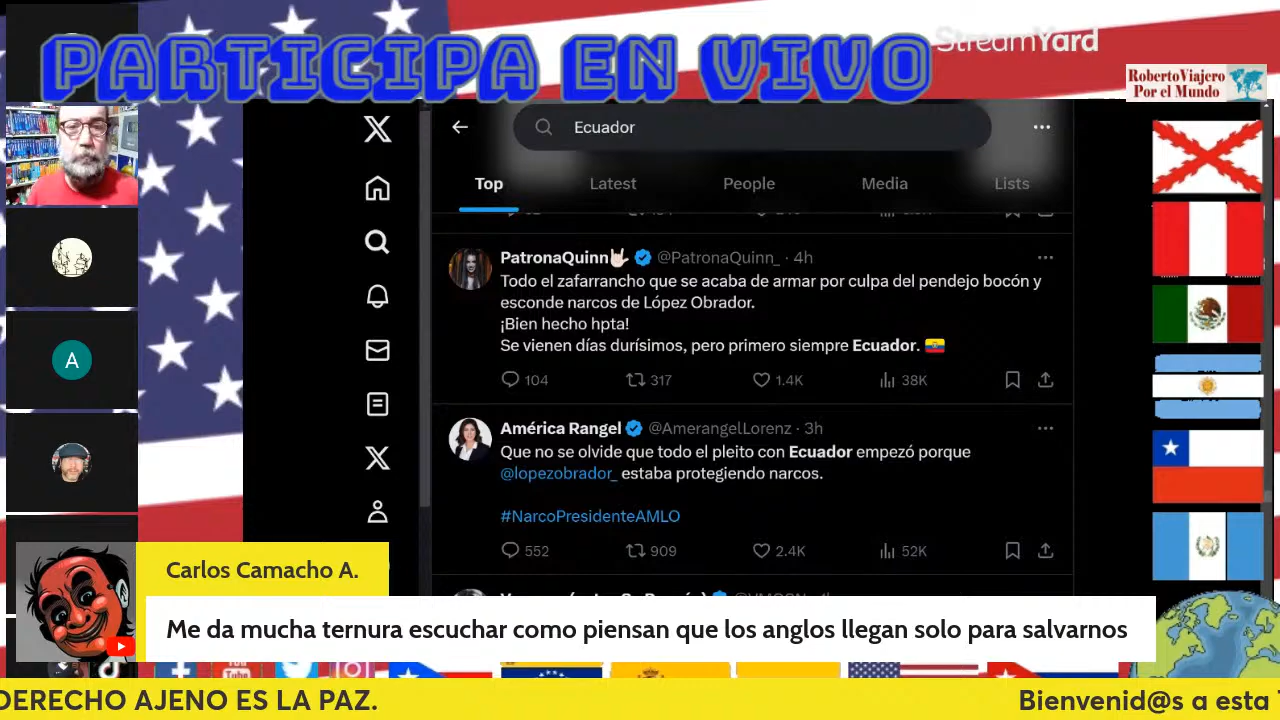 PARTICIPA EN VIVO
StreamYard
RobertoViajero
Por el Mundo
Ecuador
Top Latest People Media Lists
PatronaQuinn🤟🏻 @PatronaQuinn_ · 4h
Todo el zafarrancho que se acaba de armar por culpa del pendejo bocón y
esconde narcos de López Obrador.
¡Bien hecho hpta!
Se vienen días durísimos, pero primero siempre Ecuador. 🇪🇨
104 317 1.4K 38K
América Rangel @AmerangelLorenz · 3h
Que no se olvide que todo el pleito con Ecuador empezó porque
@lopezobrador_ estaba protegiendo narcos.
#NarcoPresidenteAMLO
552 909 2.4K 52K
A
Carlos Camacho A.
Me da mucha ternura escuchar como piensan que los anglos llegan solo para salvarnos
DERECHO AJENO ES LA PAZ.
Bienvenid@s a esta